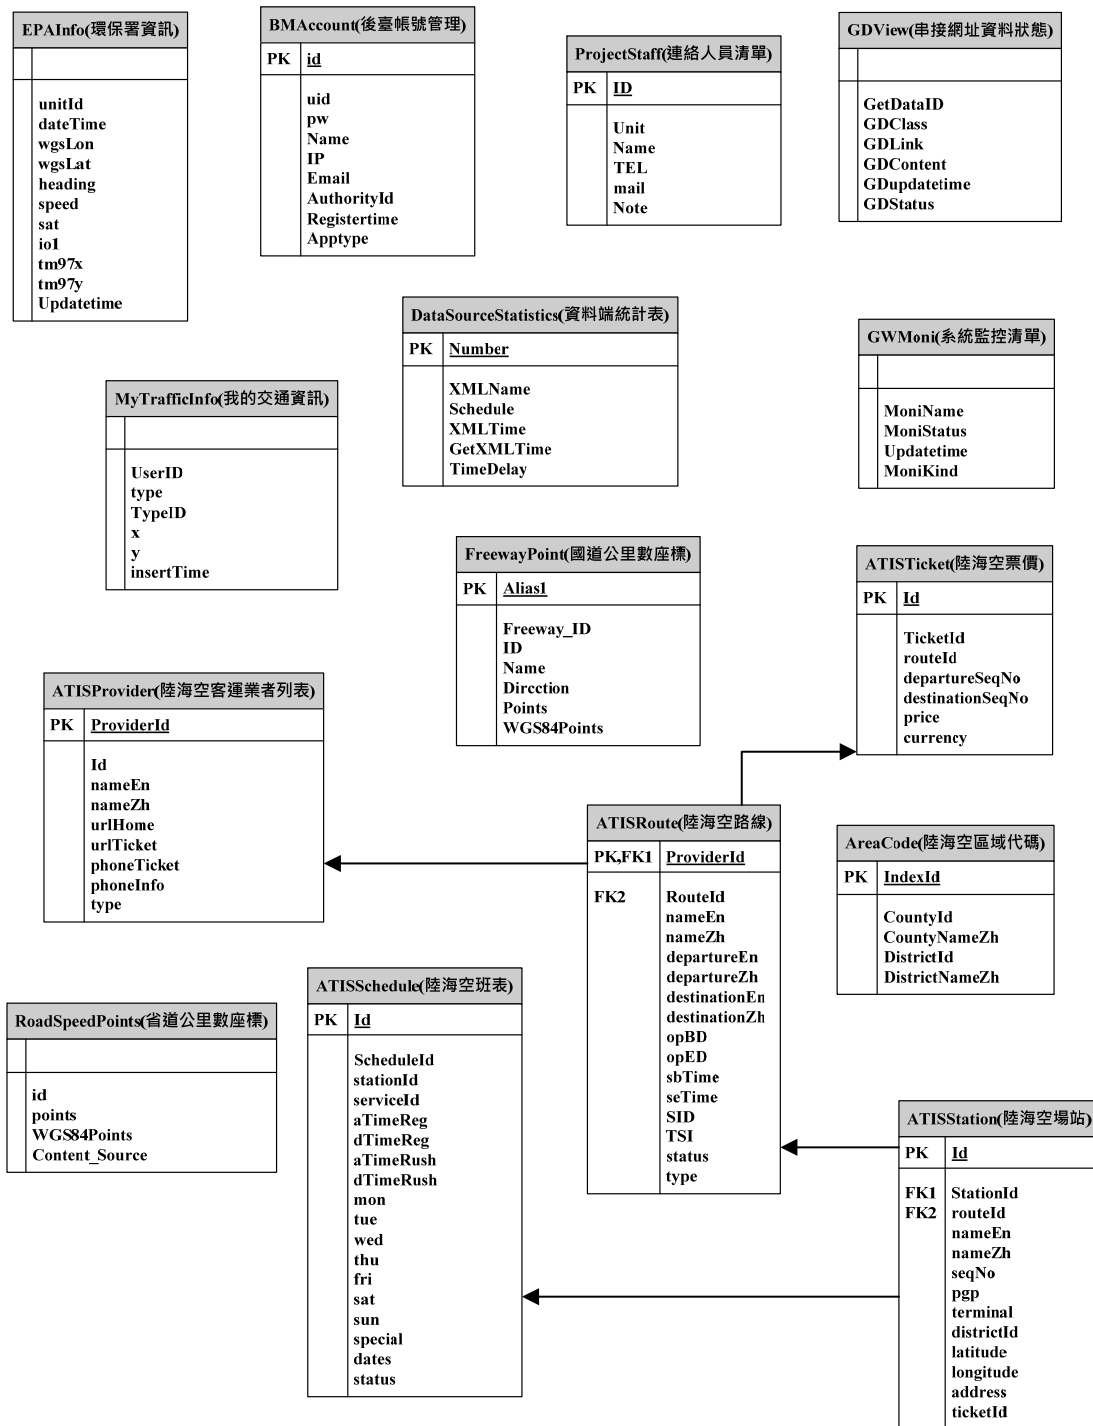 EPAInfo(環保署資訊)
unitId
dateTime
wgsLon
wgsLat
heading
speed
sat
io1
tm97x
tm97y
Updatetime
BMAccount(後臺帳號管理)
PK id
uid
pw
Name
IP
Email
AuthorityId
Registertime
Apptype
ProjectStaff(連絡人員清單)
PK ID
Unit
Name
TEL
mail
Note
GDView(串接網址資料狀態)
GetDataID
GDClass
GDLink
GDContent
GDupdatetime
GDStatus
DataSourceStatistics(資料端統計表)
PK Number
XMLName
Schedule
XMLTime
GetXMLTime
TimeDelay
GWMoni(系統監控清單)
MoniName
MoniStatus
Updatetime
MoniKind
MyTrafficInfo(我的交通資訊)
UserID
type
TypeID
x
y
insertTime
FreewayPoint(國道公里數座標)
PK Alias1
Freeway_ID
ID
Name
Direction
Points
WGS84Points
ATISTicket(陸海空票價)
PK Id
TicketId
routeId
departureSeqNo
destinationSeqNo
price
currency
ATISProvider(陸海空客運業者列表)
PK ProviderId
Id
nameEn
nameZh
urlHome
urlTicket
phoneTicket
phoneInfo
type
ATISRoute(陸海空路線)
PK,FK1 ProviderId
FK2 RouteId
nameEn
nameZh
departureEn
departureZh
destinationEn
destinationZh
opBD
opED
sbTime
seTime
SID
TSI
status
type
AreaCode(陸海空區域代碼)
PK IndexId
CountyId
CountyNameZh
DistrictId
DistrictNameZh
ATISSchedule(陸海空班表)
PK Id
ScheduleId
stationId
serviceId
aTimeReg
dTimeReg
aTimeRush
dTimeRush
mon
tue
wed
thu
fri
sat
sun
special
dates
status
RoadSpeedPoints(省道公里數座標)
id
points
WGS84Points
Content_Source
ATISStation(陸海空場站)
PK Id
FK1 StationId
FK2 routeId
nameEn
nameZh
seqNo
pgp
terminal
districtId
latitude
longitude
address
ticketId